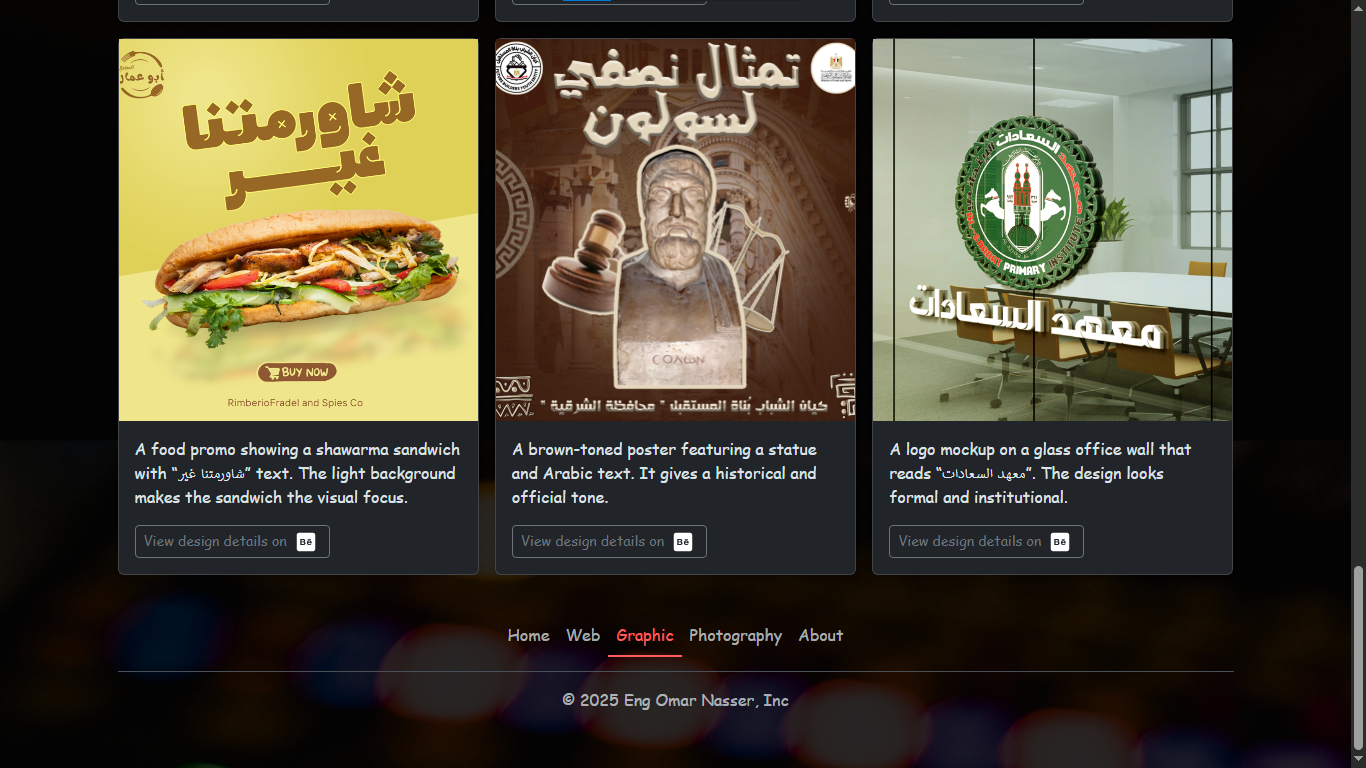 أبو عمار
شاورمتنا
غير
BUY NOW
RimberioFradel and Spies Co
تمثال نصفي
لسولون
ΣΟΛΩΝ
كيان الشباب بُناة المستقبل " محافظة الشرقية "
معهد السعادات
PRIMARY INSTITUTE
معهد السعادات
A food promo showing a shawarma sandwich
with “شاورمتنا غير” text. The light background
makes the sandwich the visual focus.
View design details on Bē
A brown-toned poster featuring a statue
and Arabic text. It gives a historical and
official tone.
View design details on Bē
A logo mockup on a glass office wall that
reads “معهد السعادات”. The design looks
formal and institutional.
View design details on Bē
Home Web Graphic Photography About
© 2025 Eng Omar Nasser, Inc